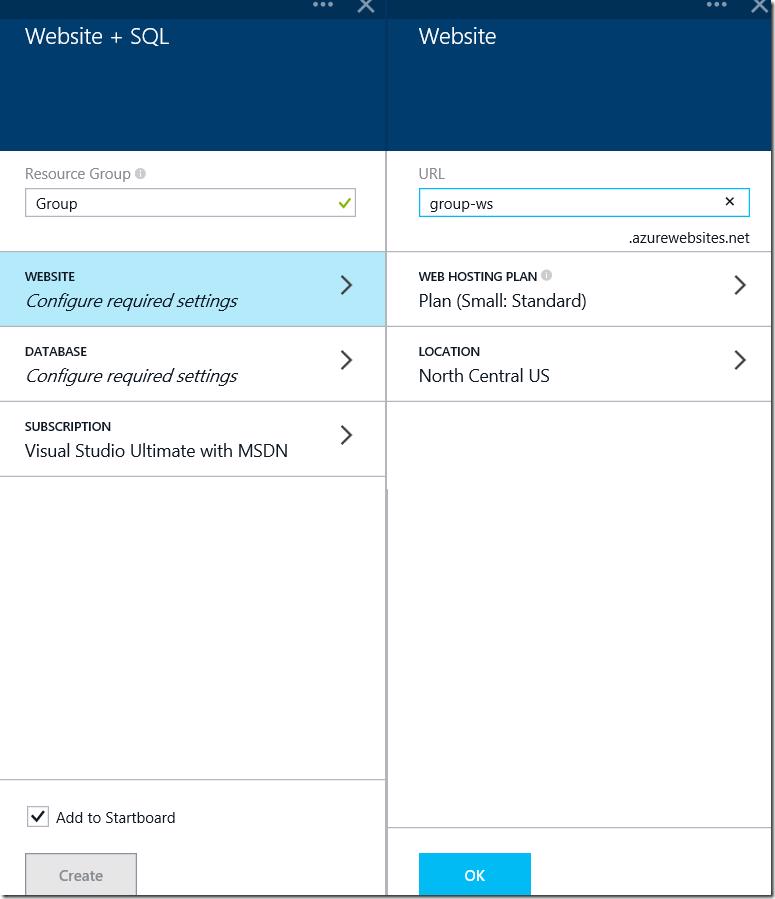 Website + SQL
Resource Group
Group
WEBSITE
Configure required settings
DATABASE
Configure required settings
SUBSCRIPTION
Visual Studio Ultimate with MSDN
Add to Startboard
Create
Website
URL
group-ws
.azurewebsites.net
WEB HOSTING PLAN
Plan (Small: Standard)
LOCATION
North Central US
OK